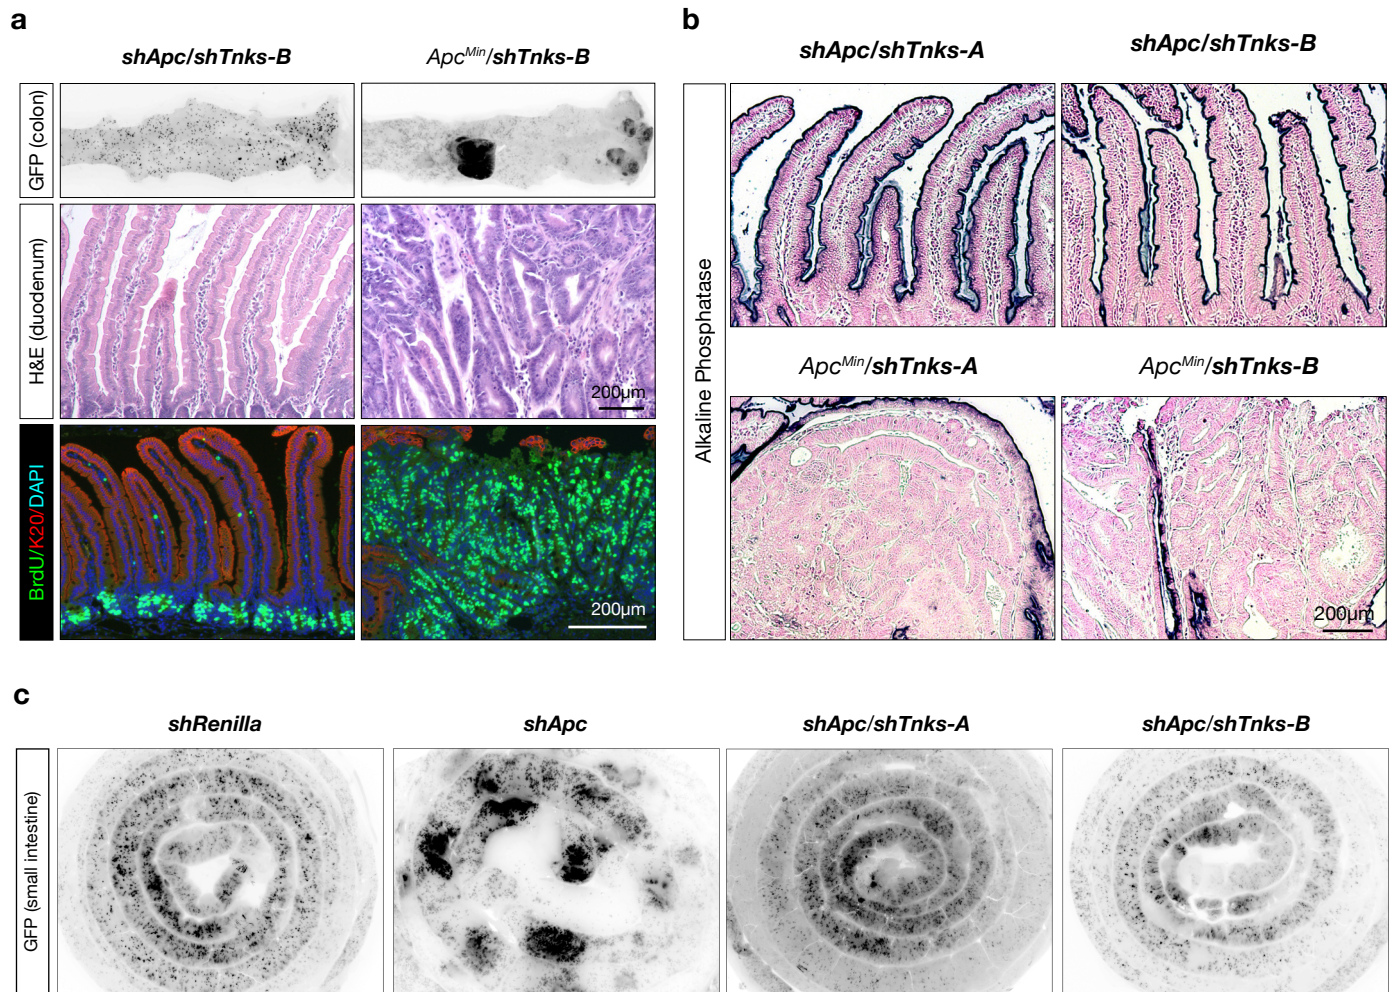 a
shApc/shTnks-B
ApcMin/shTnks-B
GFP (colon)
H&E (duodenum)
200µm
BrdU/K20/DAPI
200µm
b
shApc/shTnks-A
shApc/shTnks-B
Alkaline Phosphatase
ApcMin/shTnks-A
ApcMin/shTnks-B
200µm
c
shRenilla
shApc
shApc/shTnks-A
shApc/shTnks-B
GFP (small intestine)